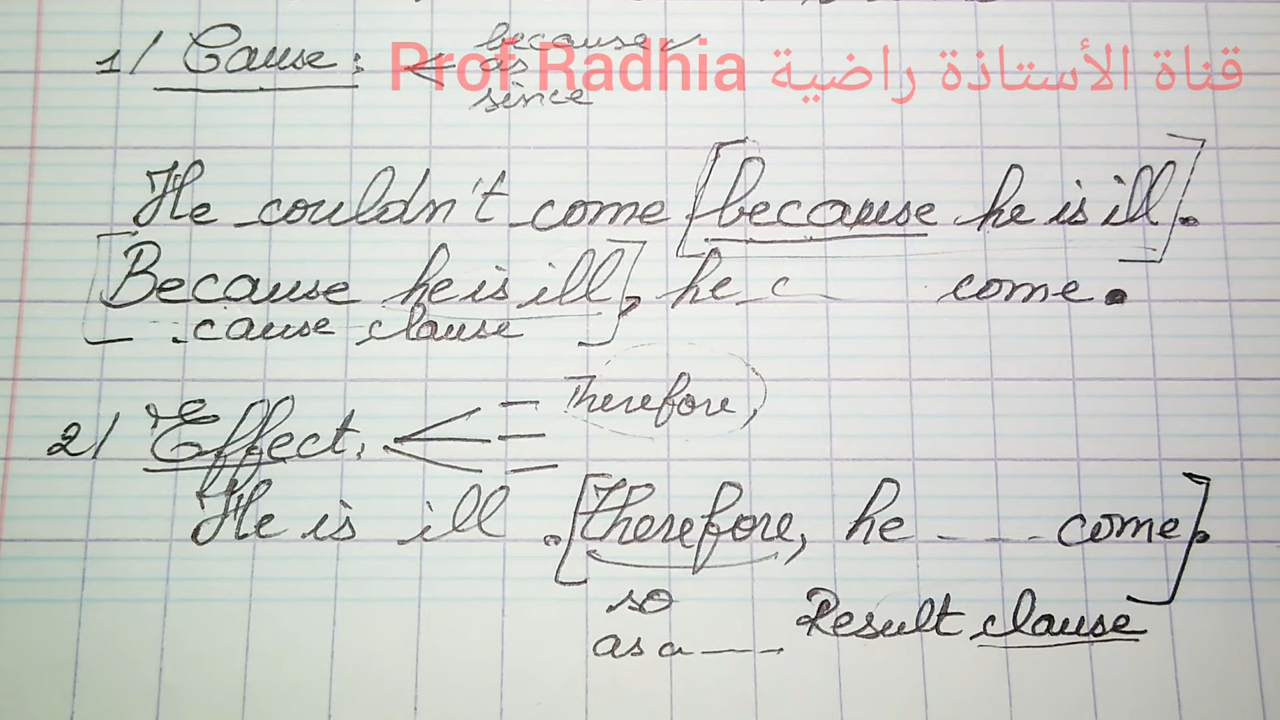 1/ Cause: because
as
since
Prof Radhia قناة الأستاذة راضية
He couldn't come [because he is ill].
[Because he is ill], he c come.
cause clause
2/ Effect: Therefore,
He is ill. [Therefore, he --- come].
so
as a ---- Result clause